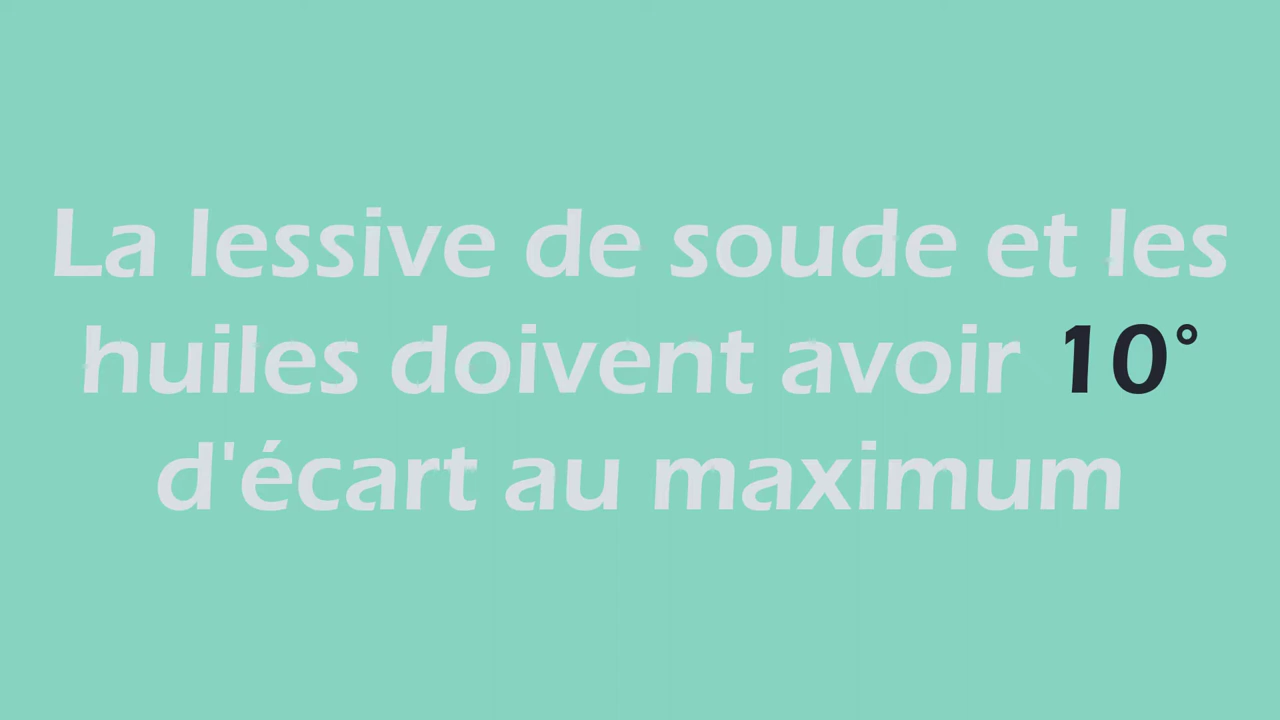 La lessive de soude et les
huiles doivent avoir 10°
d'écart au maximum